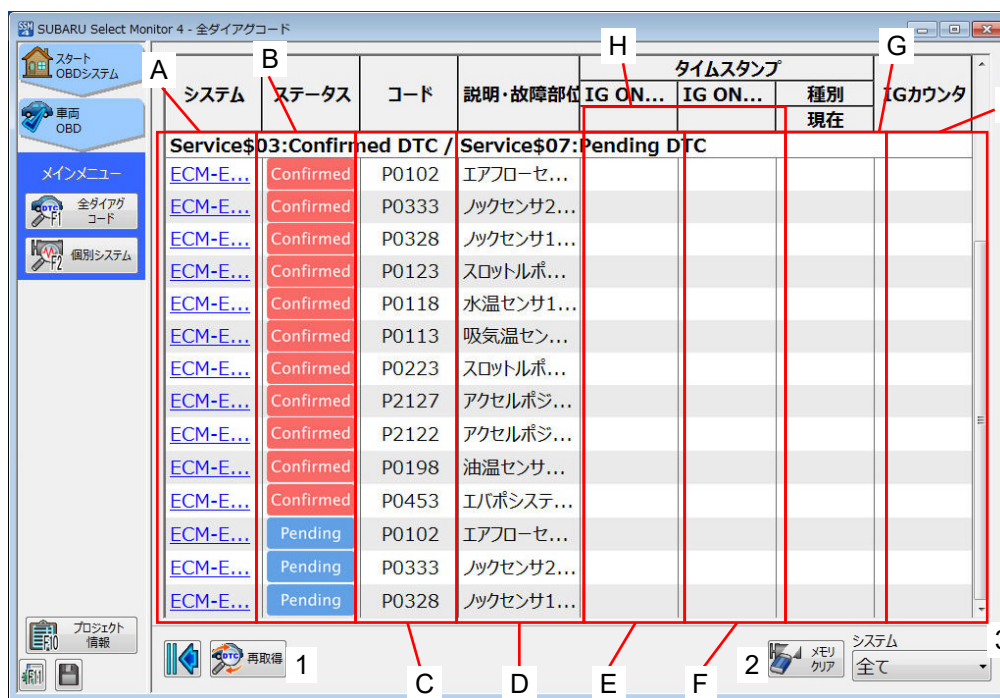 SUBARU Select Monitor 4 - 全ダイアグコード
スタート
OBDシステム
車両
OBD
メインメニュー
F1 全ダイアグ
コード
F2 個別システム
F10 プロジェクト
情報
F11
A
B
H
G
タイムスタンプ
システム ステータス コード 説明・故障部位 IG ON... IG ON... 種別 IGカウンタ
現在
Service$03:Confirmed DTC / Service$07:Pending DTC
ECM-E... Confirmed P0102 エアフローセ...
ECM-E... Confirmed P0333 ノックセンサ2...
ECM-E... Confirmed P0328 ノックセンサ1...
ECM-E... Confirmed P0123 スロットルポ...
ECM-E... Confirmed P0118 水温センサ1...
ECM-E... Confirmed P0113 吸気温セン...
ECM-E... Confirmed P0223 スロットルポ...
ECM-E... Confirmed P2127 アクセルポジ...
ECM-E... Confirmed P2122 アクセルポジ...
ECM-E... Confirmed P0198 油温センサ...
ECM-E... Confirmed P0453 エバポシステ...
ECM-E... Pending P0102 エアフローセ...
ECM-E... Pending P0333 ノックセンサ2...
ECM-E... Pending P0328 ノックセンサ1...
DTC 再取得 1
2 メモリ
クリア
システム
全て
3
C
D
E
F